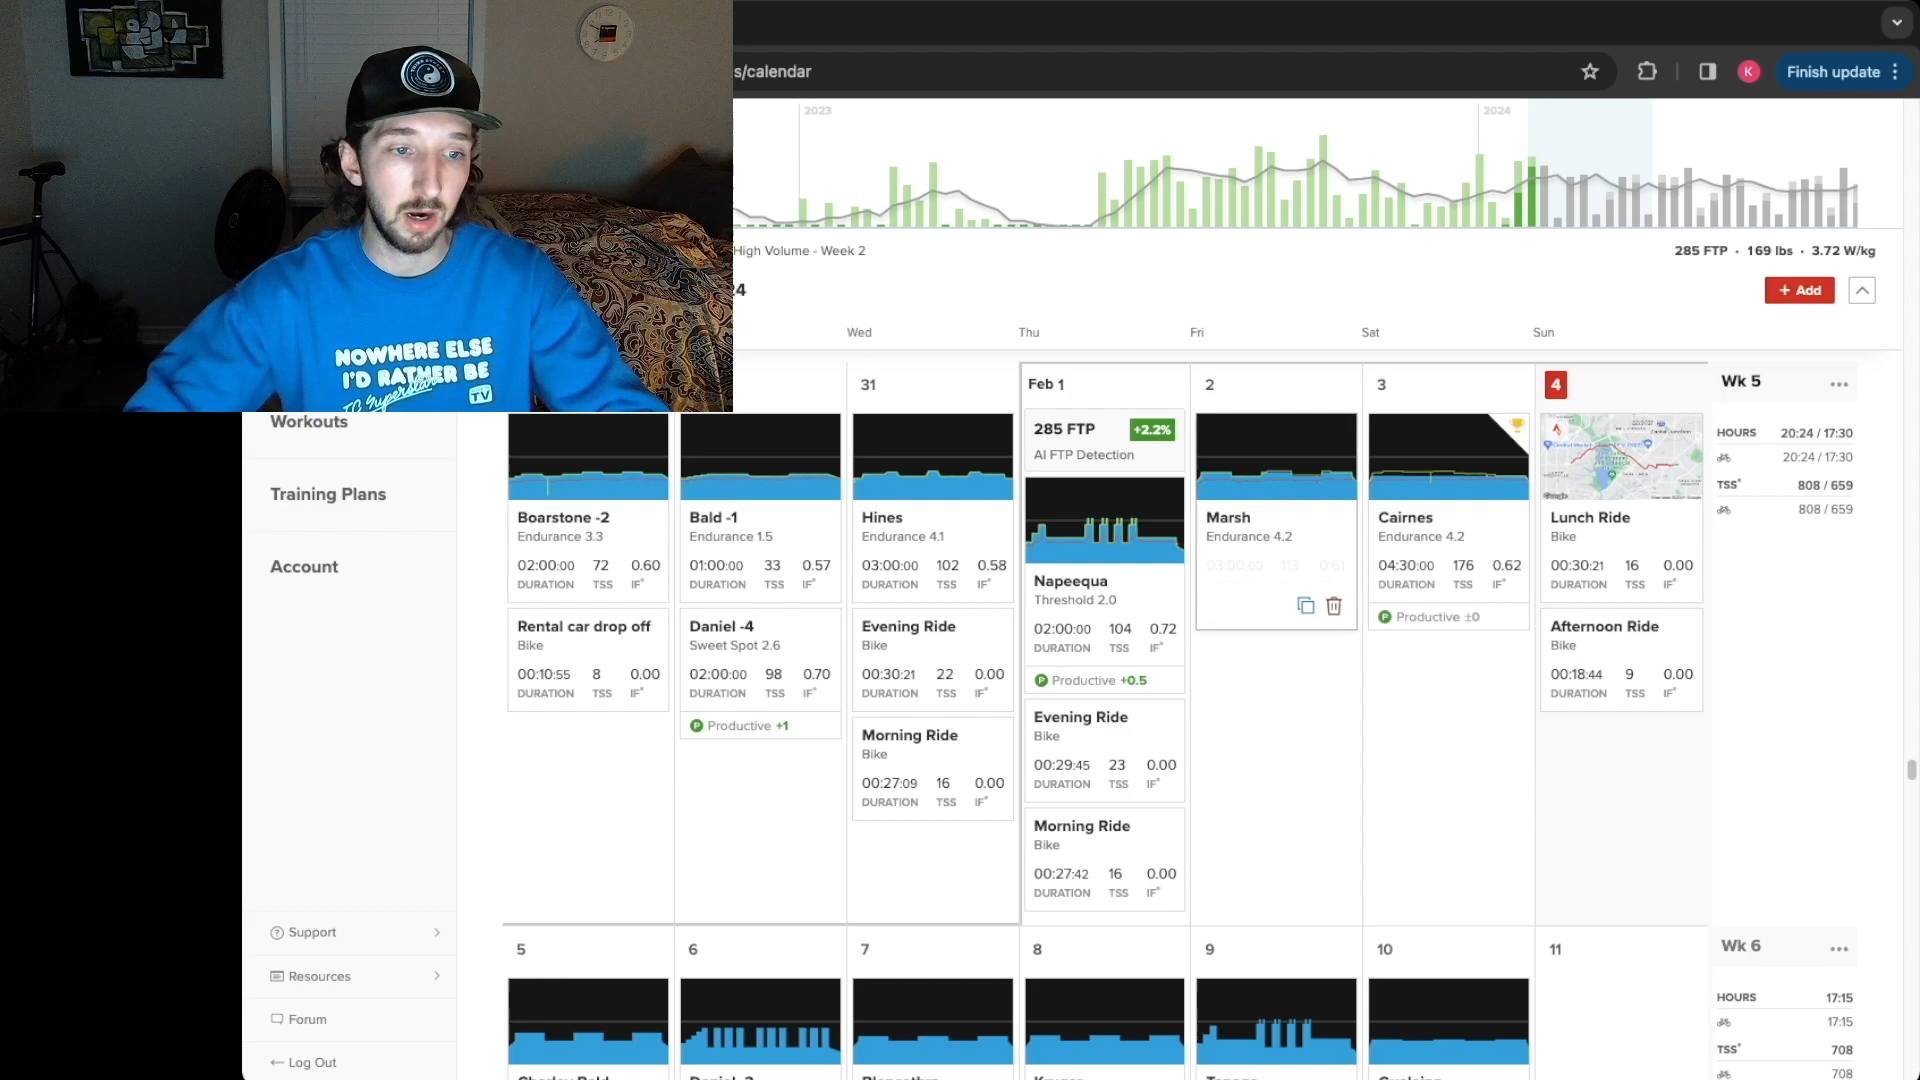 s/calendar
Finish update
K
2023
2024
High Volume - Week 2
285 FTP · 169 lbs · 3.72 W/kg
24
+ Add
Wed
Thu
Fri
Sat
Sun
NOWHERE ELSE
I'D RATHER BE
TC Superstar
TV
Workouts
Training Plans
Account
Support
Resources
Forum
Log Out
Boarstone -2
Endurance 3.3
02:00:00 72 0.60
DURATION TSS IF*
Rental car drop off
Bike
00:10:55 8 0.00
DURATION TSS IF*
Bald -1
Endurance 1.5
01:00:00 33 0.57
DURATION TSS IF*
Daniel -4
Sweet Spot 2.6
02:00:00 98 0.70
DURATION TSS IF*
P Productive +1
31
Hines
Endurance 4.1
03:00:00 102 0.58
DURATION TSS IF*
Evening Ride
Bike
00:30:21 22 0.00
DURATION TSS IF*
Morning Ride
Bike
00:27:09 16 0.00
DURATION TSS IF*
Feb 1
285 FTP +2.2%
AI FTP Detection
Napeequa
Threshold 2.0
02:00:00 104 0.72
DURATION TSS IF*
P Productive +0.5
Evening Ride
Bike
00:29:45 23 0.00
DURATION TSS IF*
Morning Ride
Bike
00:27:42 16 0.00
DURATION TSS IF*
2
Marsh
Endurance 4.2
03:00:00 113 0.61
3
Cairnes
Endurance 4.2
04:30:00 176 0.62
DURATION TSS IF*
P Productive ±0
4
Google
Lunch Ride
Bike
00:30:21 16 0.00
DURATION TSS IF*
Afternoon Ride
Bike
00:18:44 9 0.00
DURATION TSS IF*
Wk 5
HOURS 20:24 / 17:30
20:24 / 17:30
TSS* 808 / 659
808 / 659
5
6
7
8
9
10
11
Wk 6
HOURS 17:15
17:15
TSS* 708
708